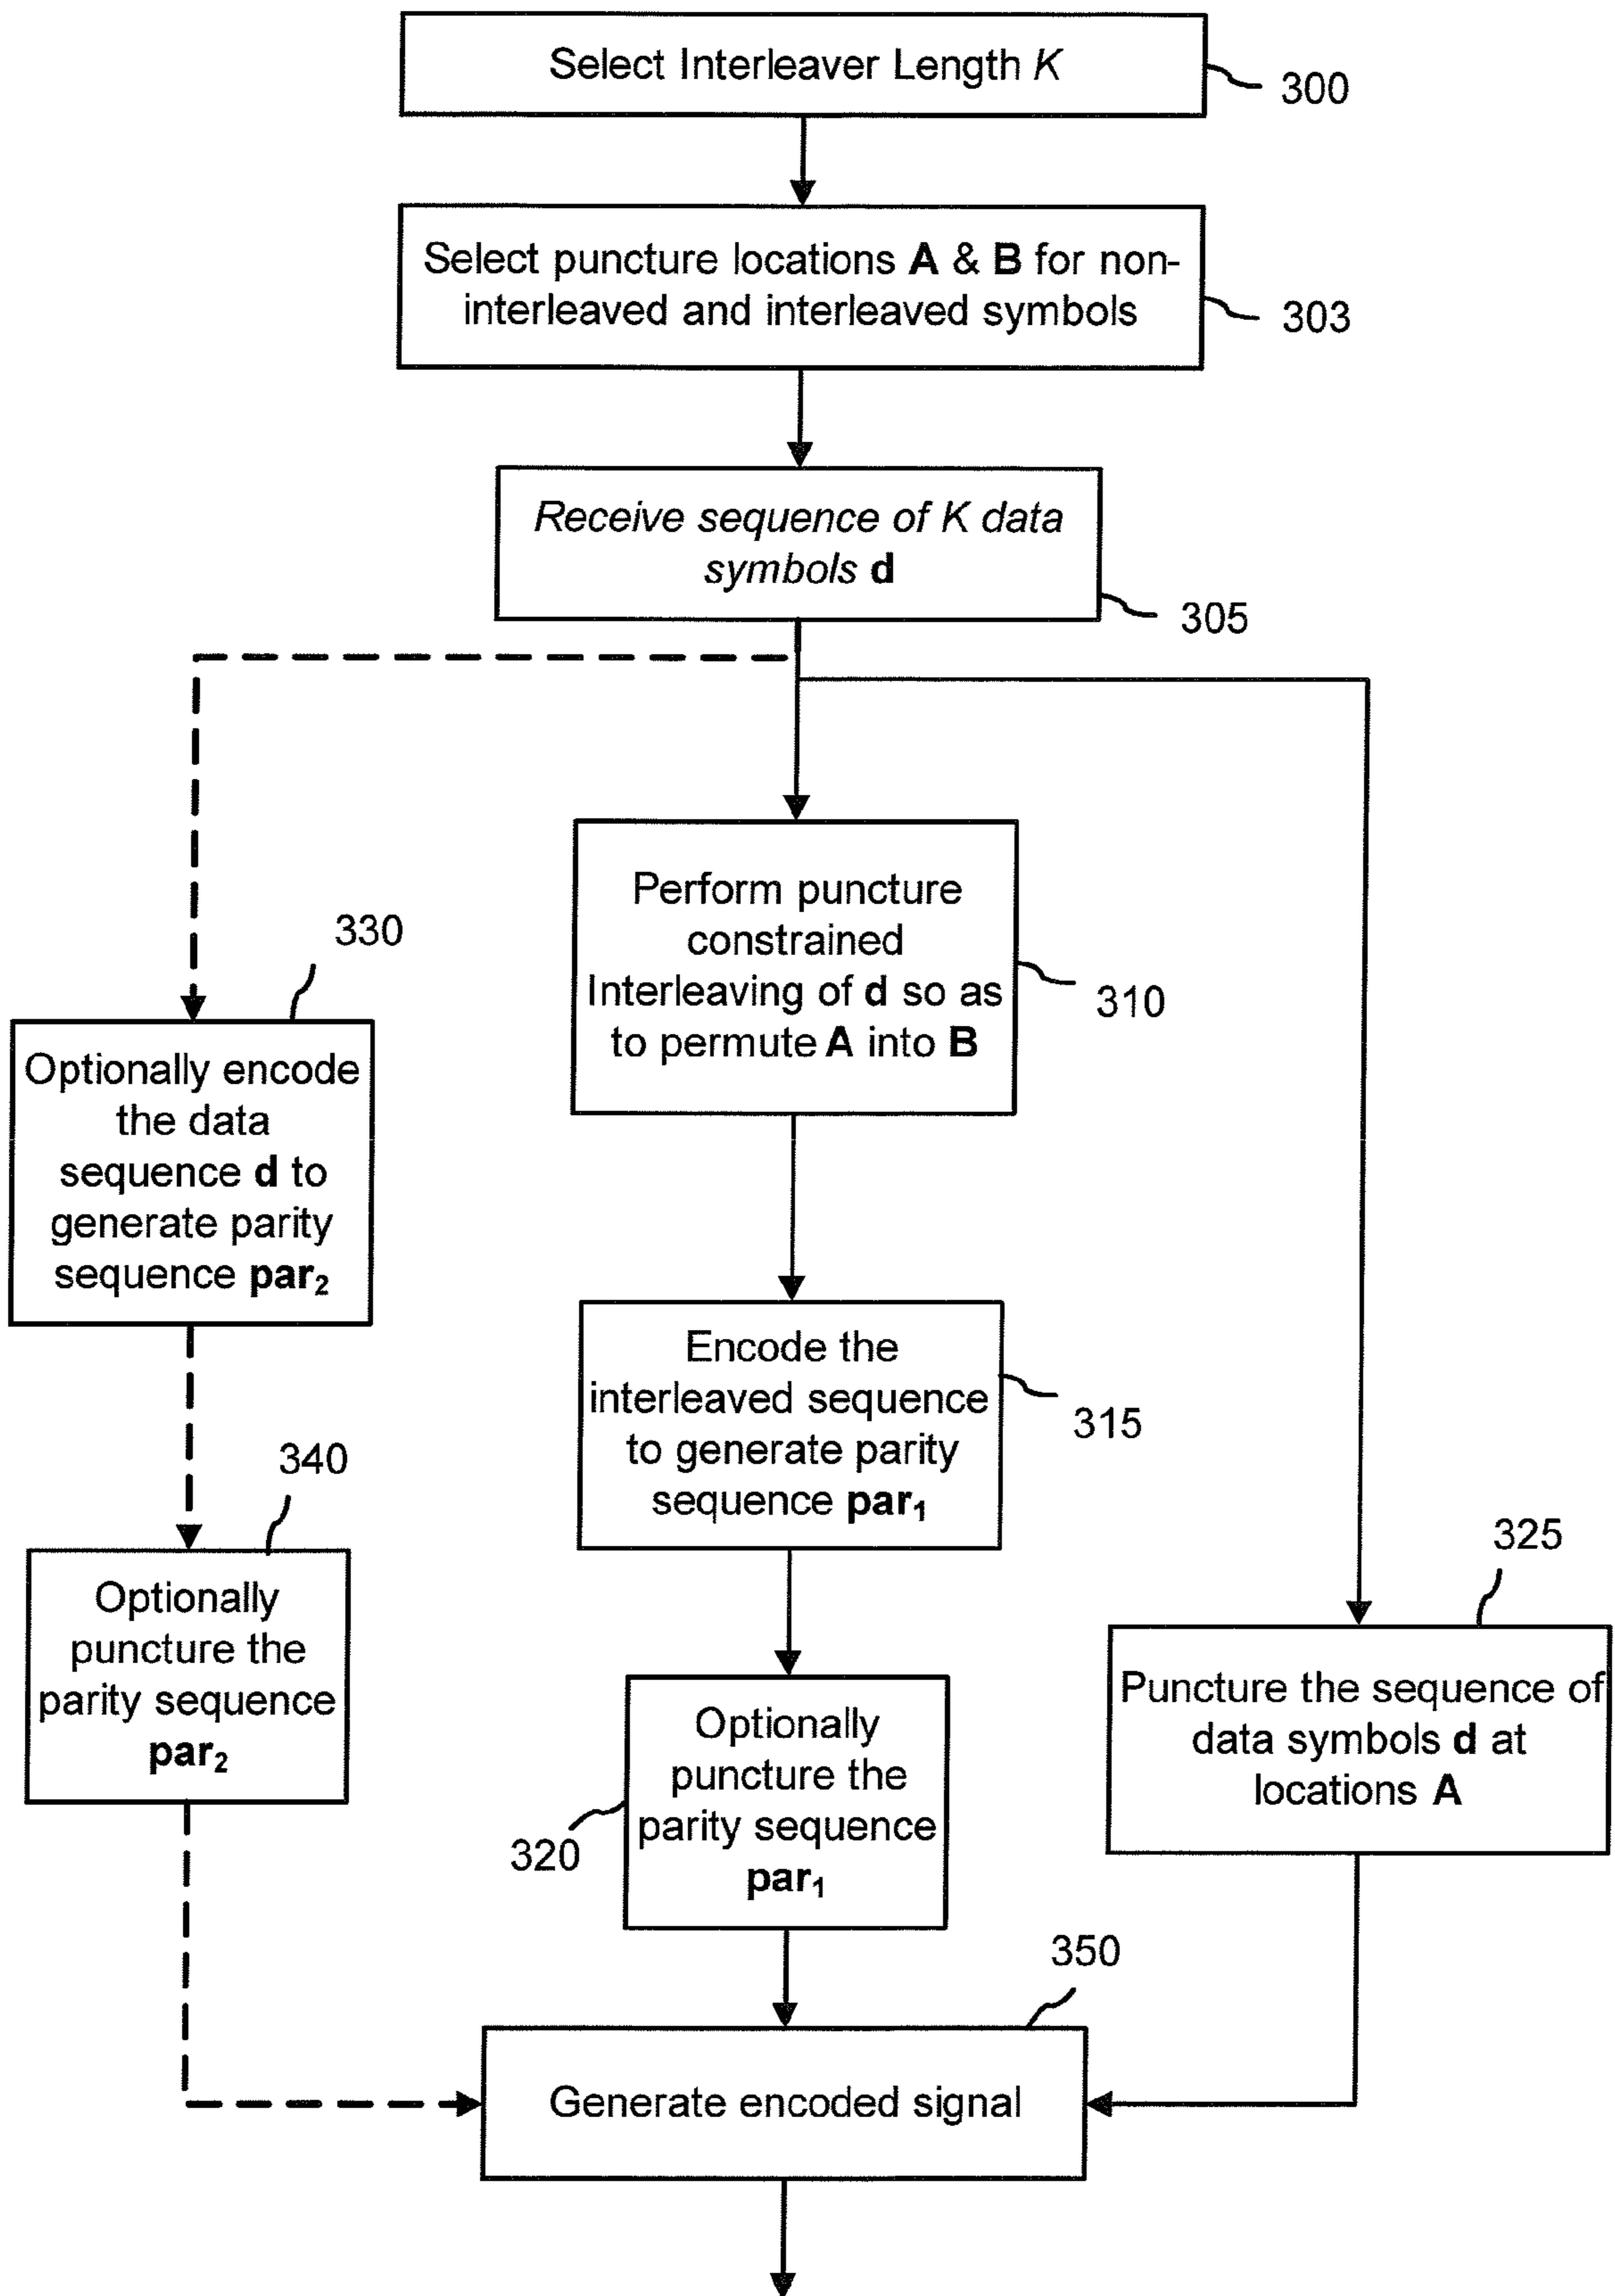 Select Interleaver Length K
300
Select puncture locations A & B for non-
interleaved and interleaved symbols
303
Receive sequence of K data
symbols d
305
Perform puncture
constrained
Interleaving of d so as
to permute A into B
310
330
Optionally encode
the data
sequence d to
generate parity
sequence par₂
Encode the
interleaved sequence
to generate parity
sequence par₁
315
340
Optionally
puncture the
parity sequence
par₂
325
Puncture the sequence of
data symbols d at
locations A
Optionally
puncture the
parity sequence
par₁
320
350
Generate encoded signal